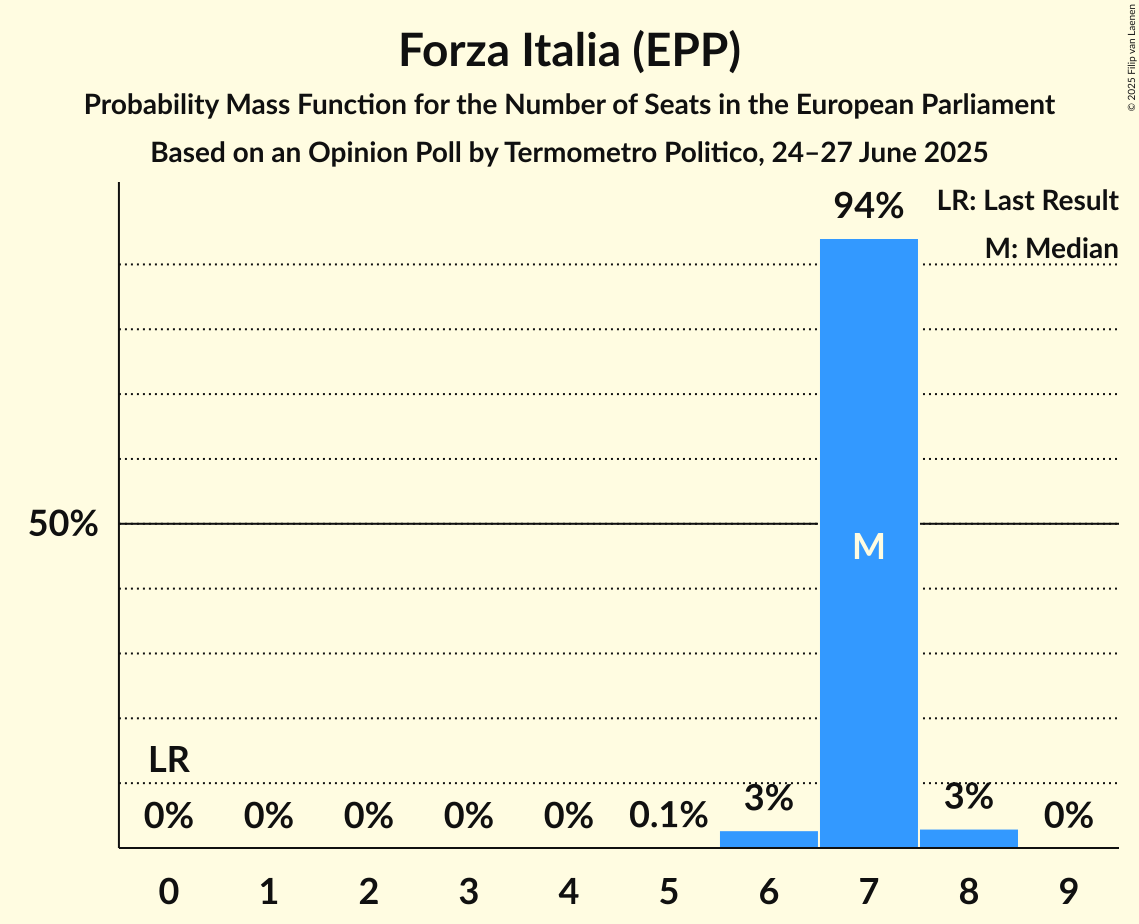 Forza Italia (EPP)
Probability Mass Function for the Number of Seats in the European Parliament
Based on an Opinion Poll by Termometro Politico, 24–27 June 2025
© 2025 Filip van Laenen
LR: Last Result
M: Median
94%
50%
M
LR
0% 0% 0% 0% 0% 0.1% 3% 3% 0%
0 1 2 3 4 5 6 7 8 9